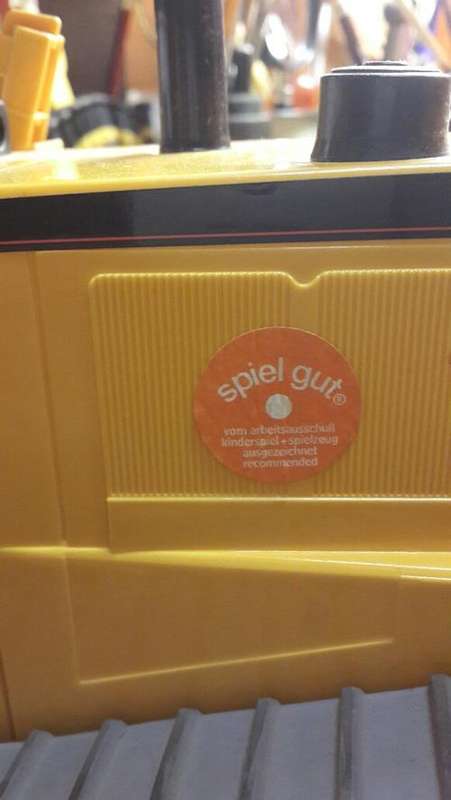 spiel gut®
vom arbeitsausschuß
kinderspiel+spielzeug
ausgezeichnet
recommended